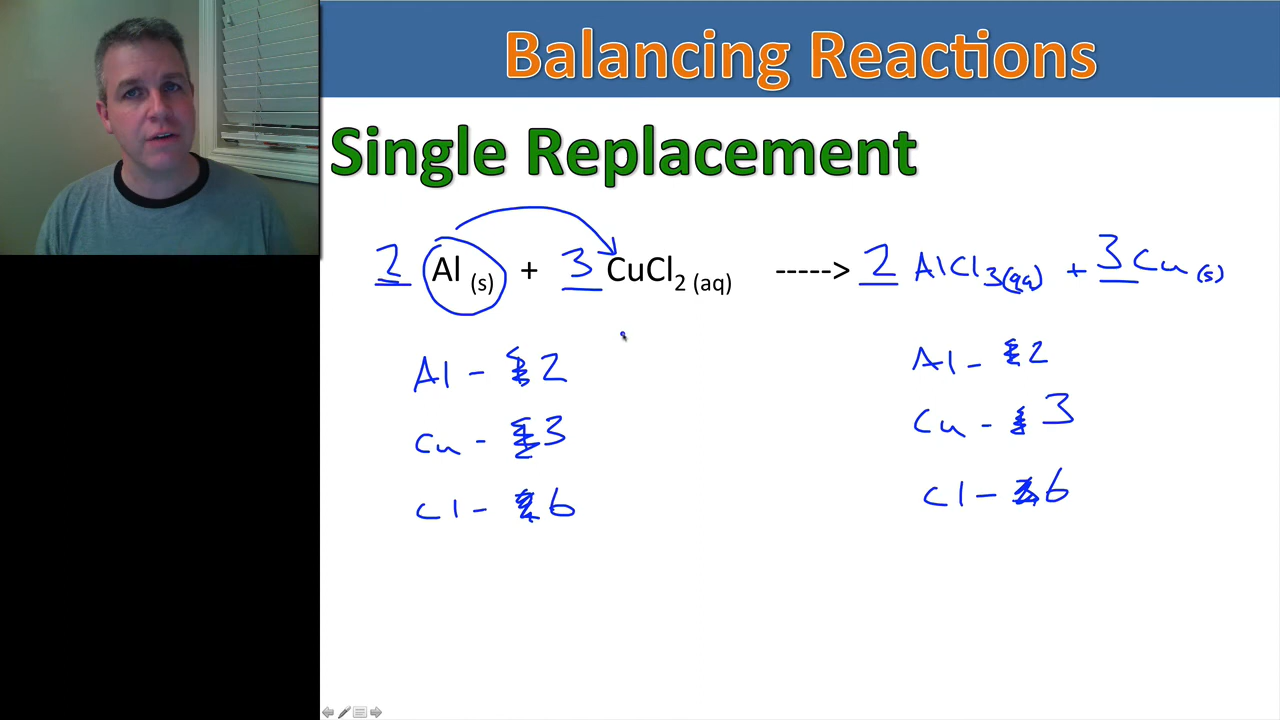 Balancing Reactions
Single Replacement
2 Al (s) + 3 CuCl2 (aq) -----> 2 AlCl3(aq) + 3 Cu (s)
Al - 2 Al - 2
Cu - 3 Cu - 3
Cl - 6 Cl - 6